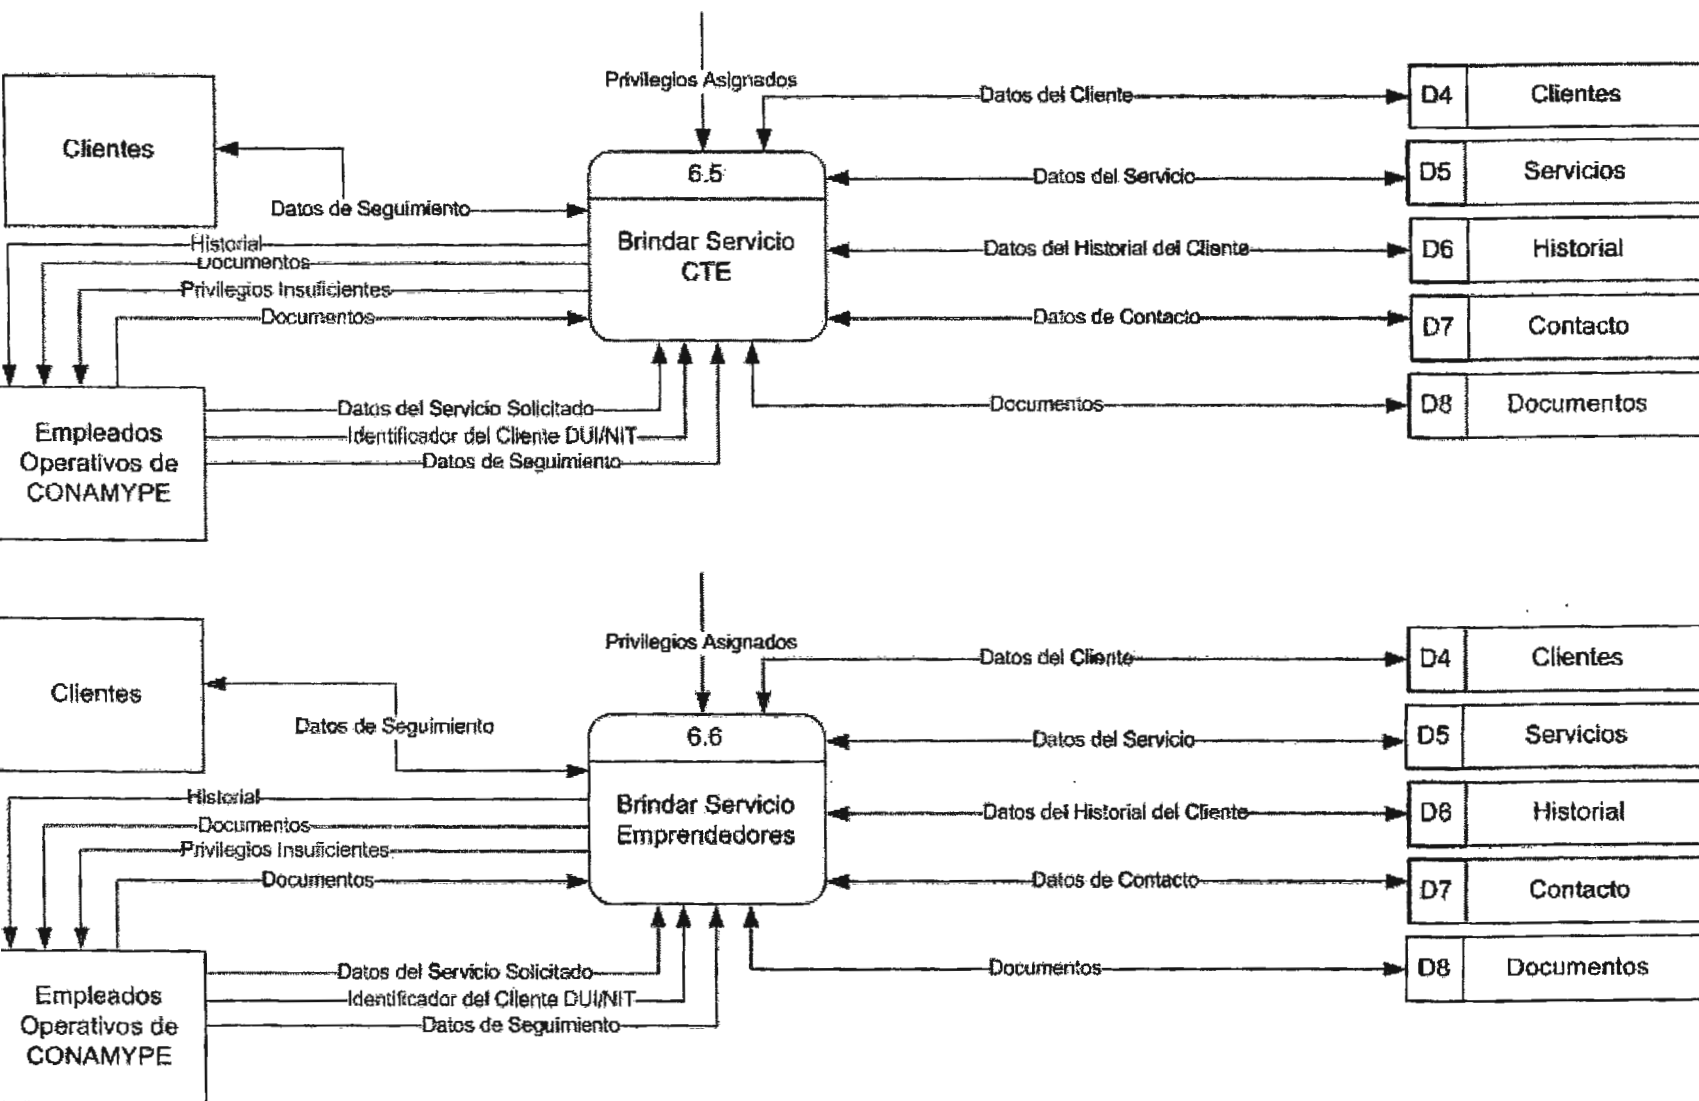 Privilegios Asignados
Datos del Cliente
D4
Clientes
Clientes
6.5
Datos del Servicio
D5
Servicios
Datos de Seguimiento
Brindar Servicio
CTE
Historial
Documentos
Privilegios Insuficientes
Documentos
Datos del Historial del Cliente
D6
Historial
Datos de Contacto
D7
Contacto
Empleados
Operativos de
CONAMYPE
Datos del Servicio Solicitado
Identificador del Cliente DUI/NIT
Datos de Seguimiento
Documentos
D8
Documentos
Privilegios Asignados
Datos del Cliente
D4
Clientes
Clientes
Datos de Seguimiento
6.6
Datos del Servicio
D5
Servicios
Brindar Servicio
Emprendedores
Historial
Documentos
Privilegios Insuficientes
Documentos
Datos del Historial del Cliente
D6
Historial
Datos de Contacto
D7
Contacto
Empleados
Operativos de
CONAMYPE
Datos del Servicio Solicitado
Identificador del Cliente DUI/NIT
Datos de Seguimiento
Documentos
D8
Documentos